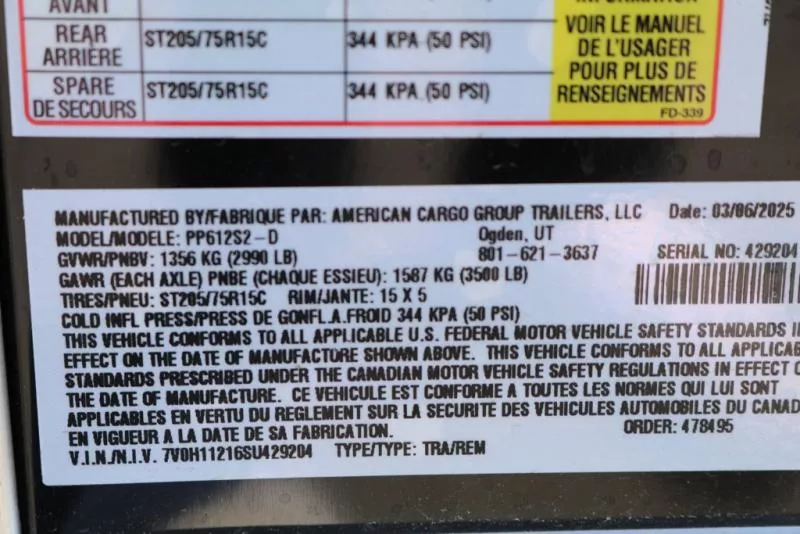 AVANT
REAR ST205/75R15C 344 KPA (50 PSI)
ARRIÈRE
SPARE ST205/75R15C 344 KPA (50 PSI)
DE SECOURS
INFORMATION
VOIR LE MANUEL
DE L'USAGER
POUR PLUS DE
RENSEIGNEMENTS
FD-339
MANUFACTURED BY/FABRIQUE PAR: AMERICAN CARGO GROUP TRAILERS, LLC Date: 03/06/2025
MODEL/MODELE: PP612S2-D Ogden, UT
GVWR/PNBV: 1356 KG (2990 LB) 801-621-3637 SERIAL NO: 429204
GAWR (EACH AXLE) PNBE (CHAQUE ESSIEU): 1587 KG (3500 LB)
TIRES/PNEU: ST205/75R15C RIM/JANTE: 15 X 5
COLD INFL PRESS/PRESS DE GONFL.A.FROID 344 KPA (50 PSI)
THIS VEHICLE CONFORMS TO ALL APPLICABLE U.S. FEDERAL MOTOR VEHICLE SAFETY STANDARDS I
EFFECT ON THE DATE OF MANUFACTURE SHOWN ABOVE. THIS VEHICLE CONFORMS TO ALL APPLICAB
STANDARDS PRESCRIBED UNDER THE CANADIAN MOTOR VEHICLE SAFETY REGULATIONS IN EFFECT
THE DATE OF MANUFACTURE. CE VEHICULE EST CONFORME A TOUTES LES NORMES QUI LUI SONT
APPLICABLES EN VERTU DU REGLEMENT SUR LA SECURITE DES VEHICULES AUTOMOBILES DU CANAD
EN VIGUEUR A LA DATE DE SA FABRICATION. ORDER: 478495
V.I.N./N.I.V. 7V0H11216SU429204 TYPE/TYPE: TRA/REM